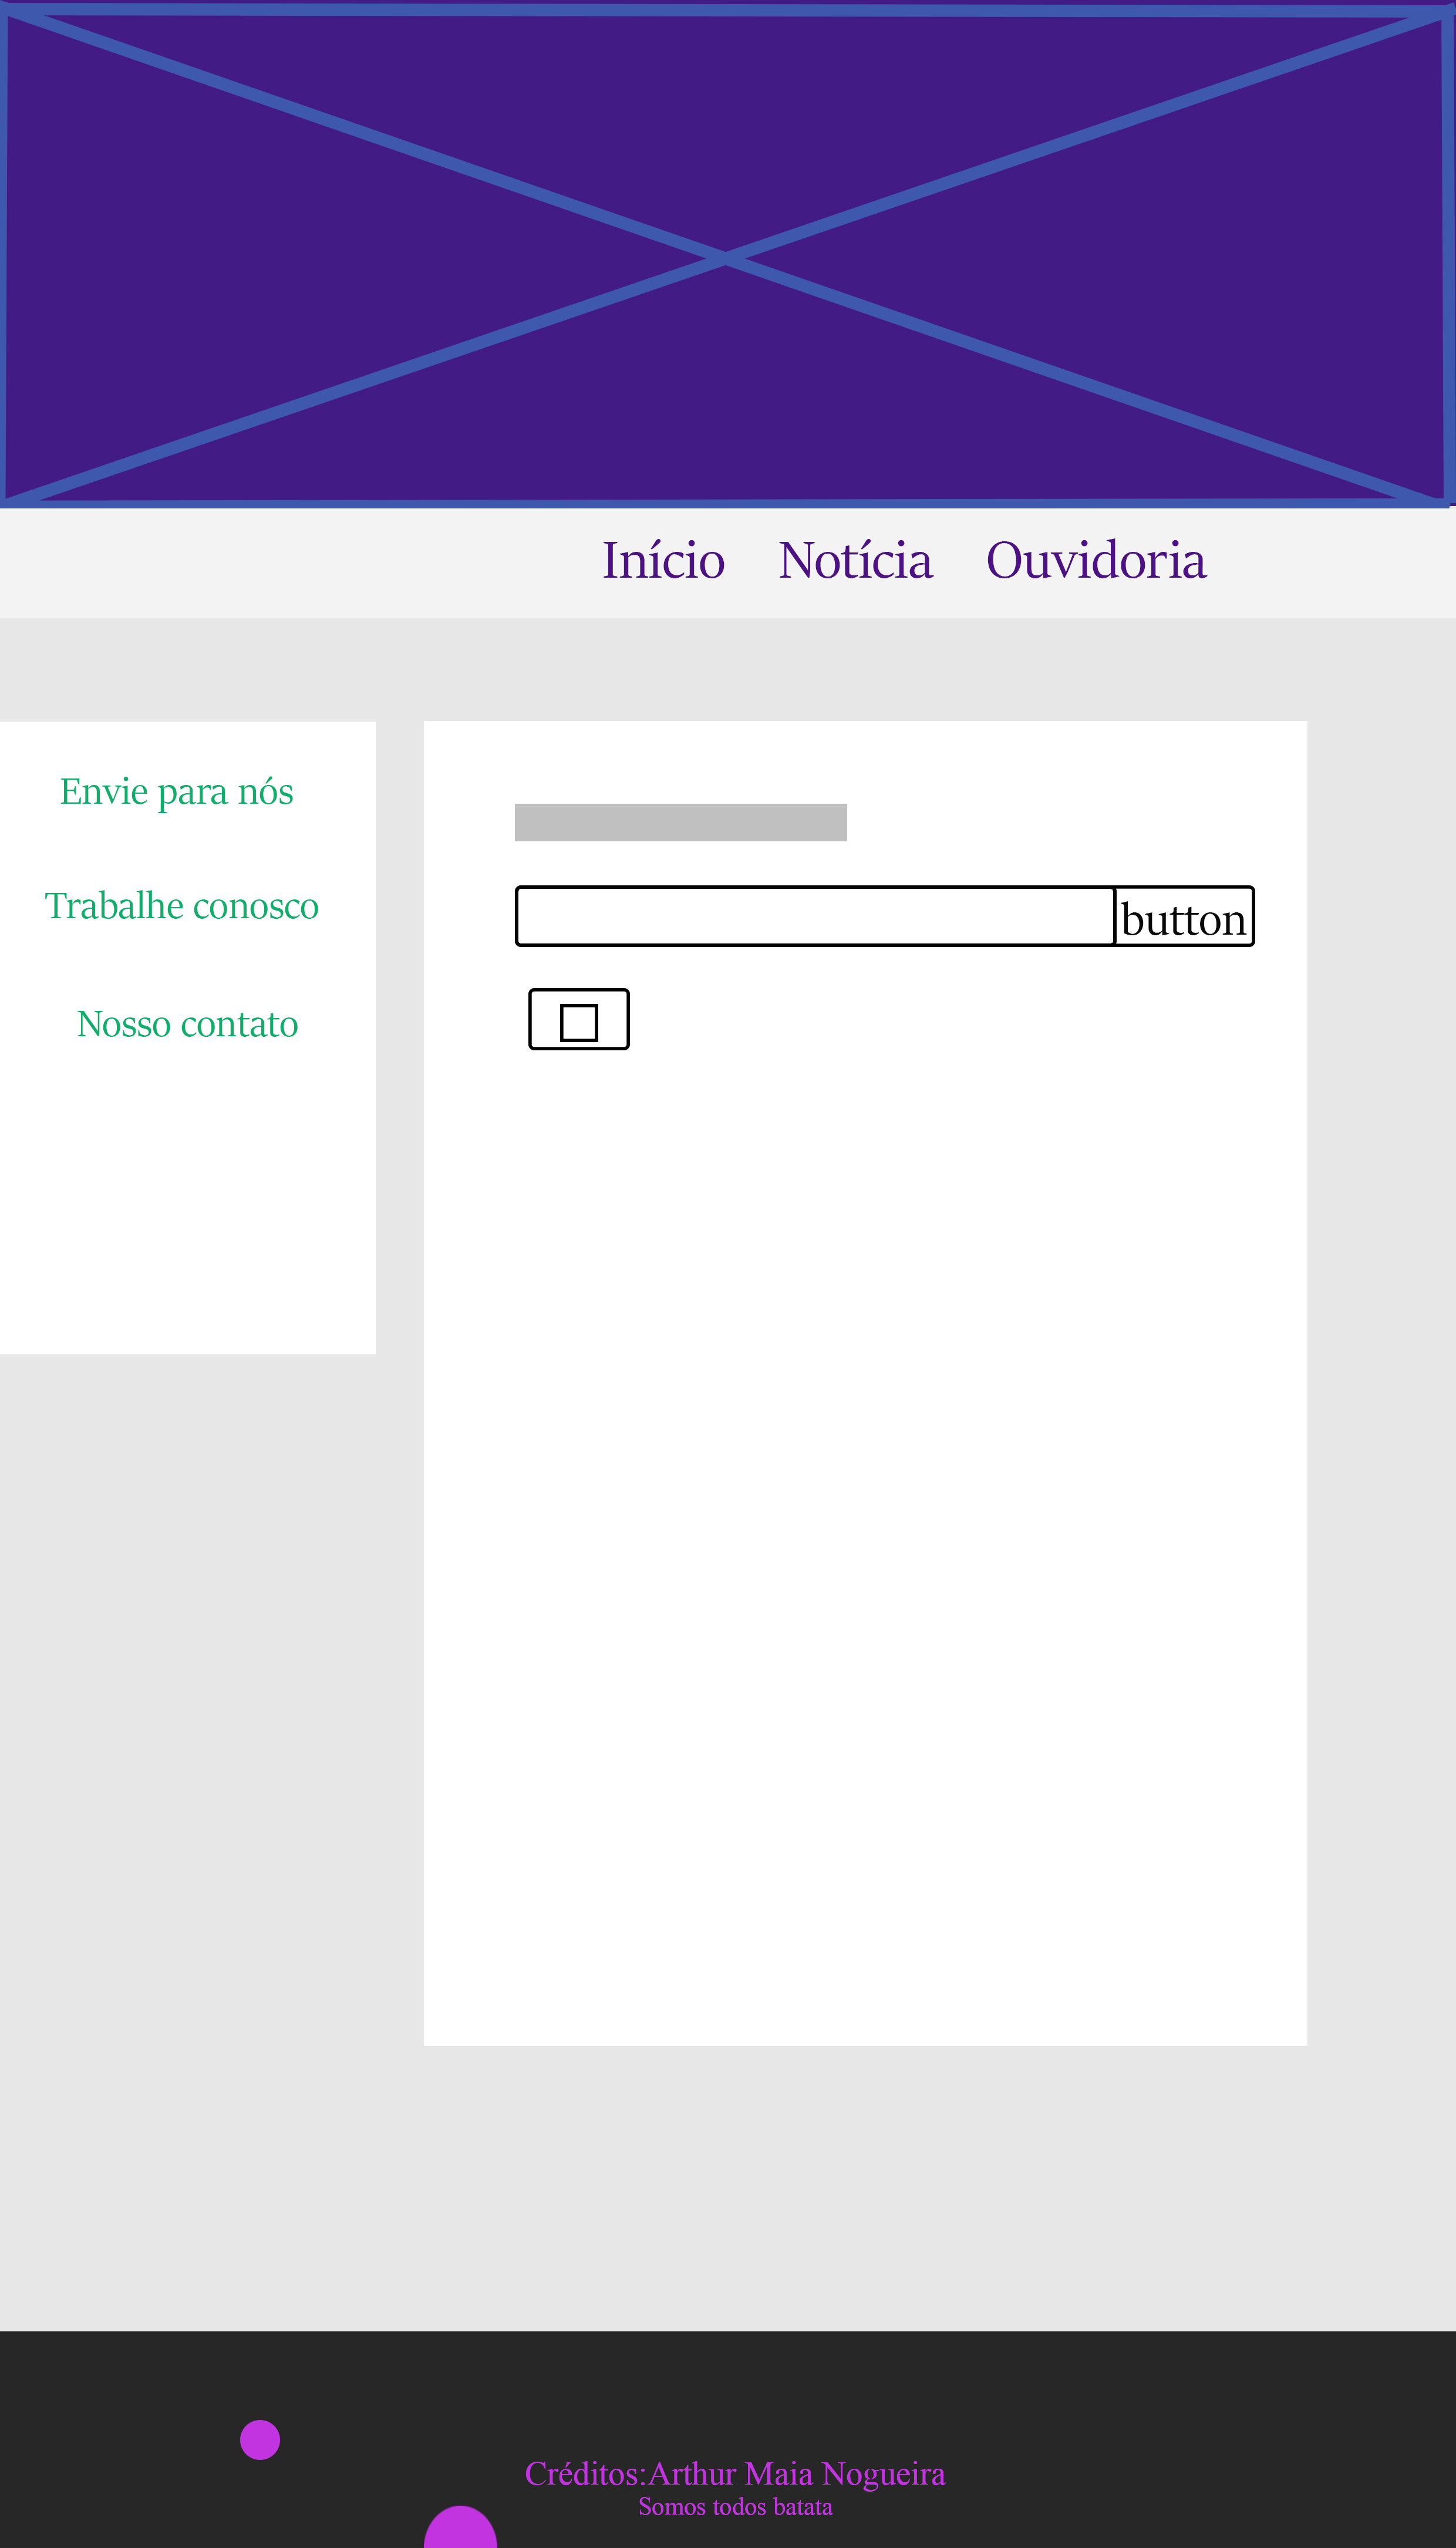 Início Notícia Ouvidoria
Envie para nós
Trabalhe conosco
Nosso contato
button
Créditos:Arthur Maia Nogueira
Somos todos batata